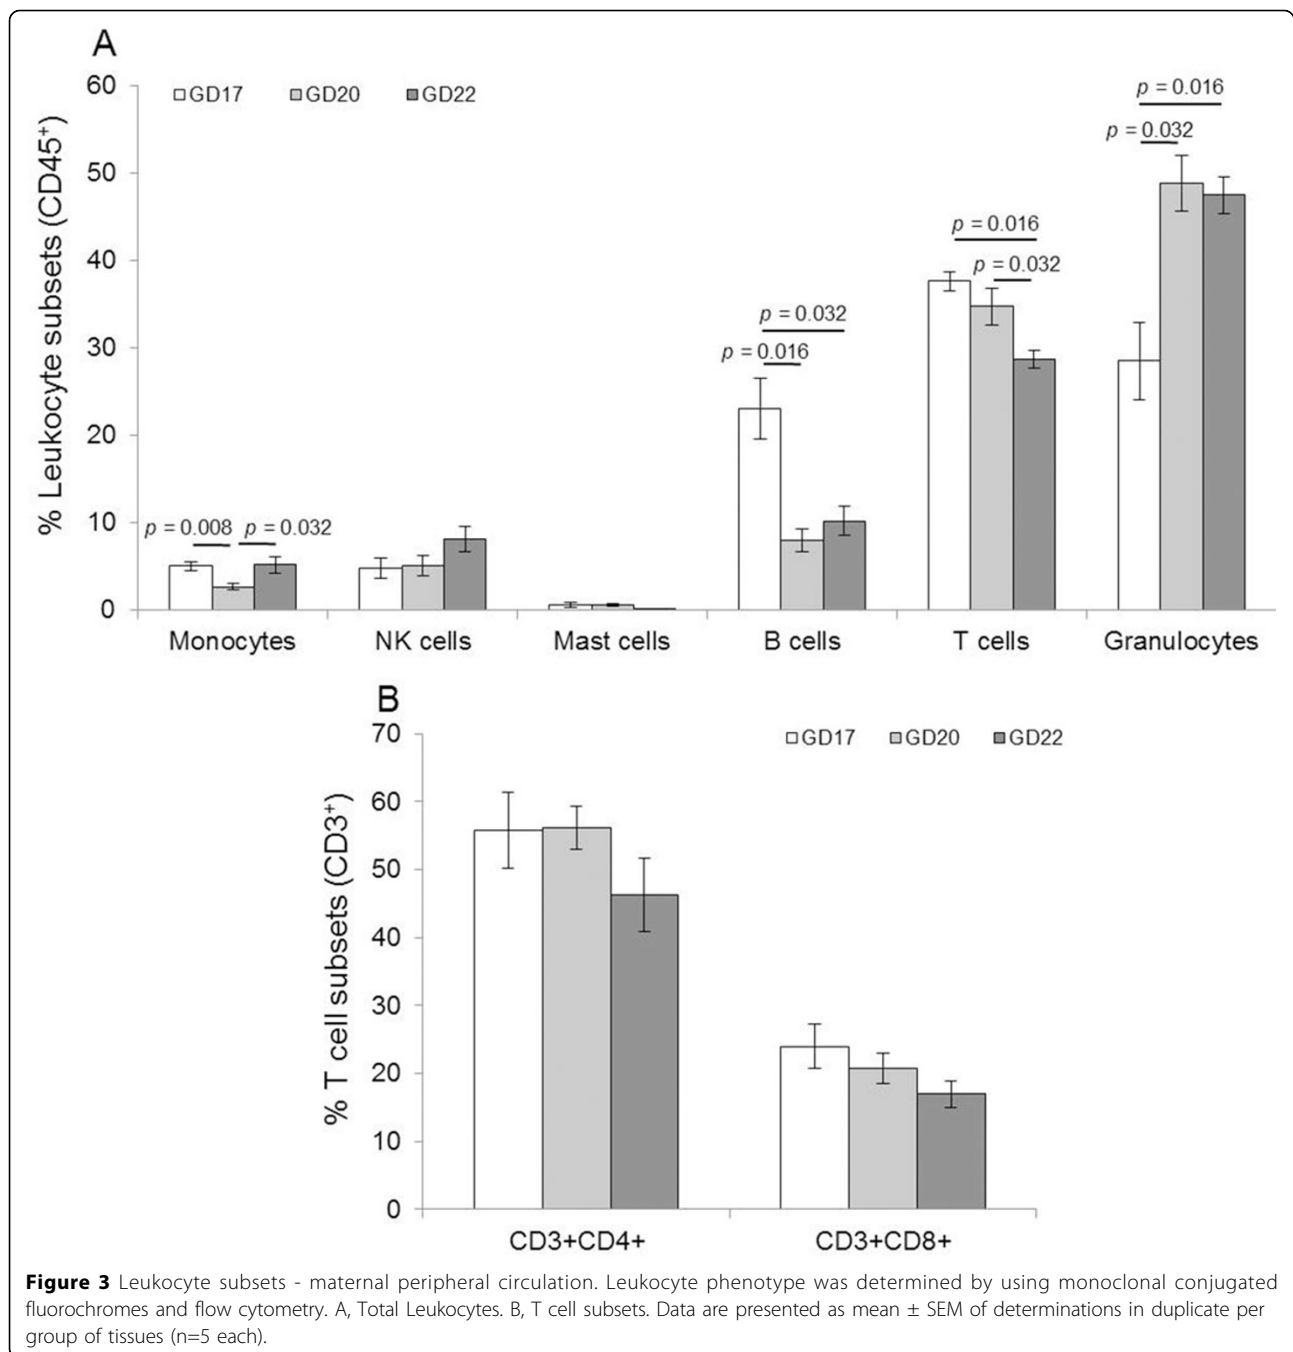 A
% Leukocyte subsets (CD45⁺)
60
50
40
30
20
10
0
GD17 GD20 GD22
p = 0.008
p = 0.032
p = 0.032
p = 0.016
p = 0.016
p = 0.032
p = 0.016
p = 0.032
Monocytes NK cells Mast cells B cells T cells Granulocytes
B
% T cell subsets (CD3⁺)
70
60
50
40
30
20
10
0
GD17 GD20 GD22
CD3+CD4+ CD3+CD8+
Figure 3 Leukocyte subsets - maternal peripheral circulation. Leukocyte phenotype was determined by using monoclonal conjugated
fluorochromes and flow cytometry. A, Total Leukocytes. B, T cell subsets. Data are presented as mean ± SEM of determinations in duplicate per
group of tissues (n=5 each).